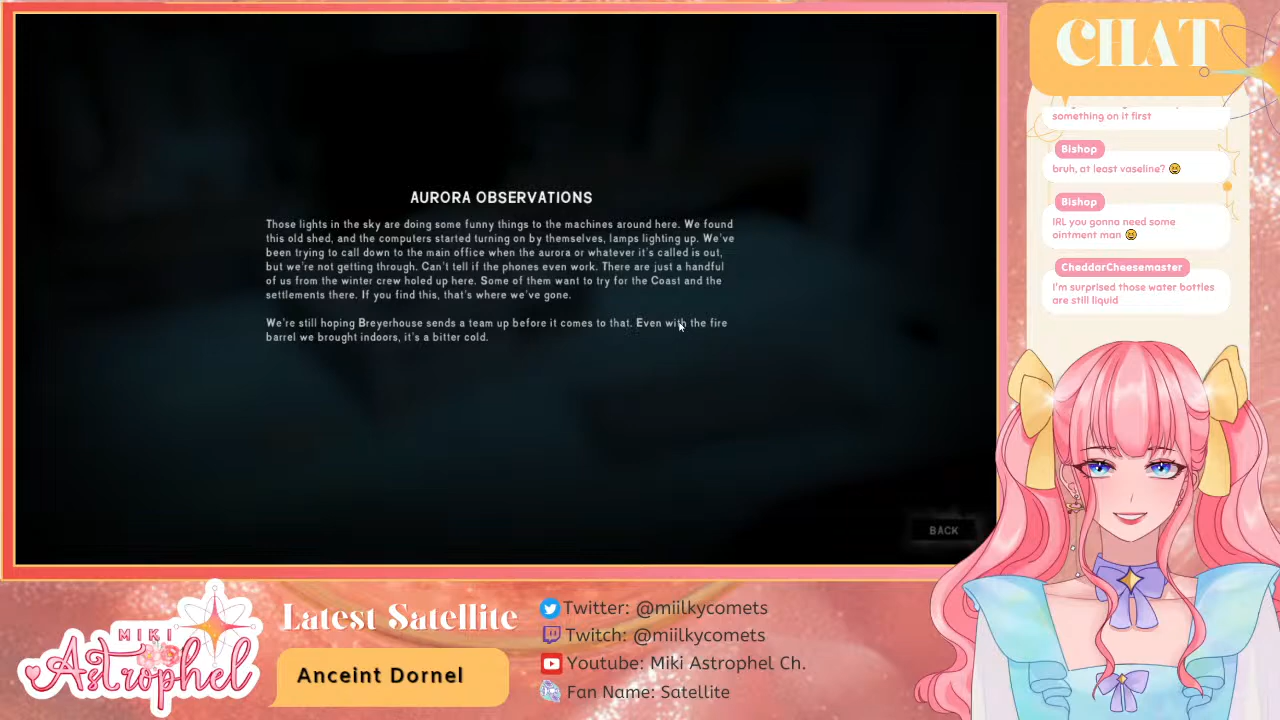 AURORA OBSERVATIONS
Those lights in the sky are doing some funny things to the machines around here. We found
this old shed, and the computers started turning on by themselves, lamps lighting up. We've
been trying to call down to the main office when the aurora or whatever it's called is out,
but we're not getting through. Can't tell if the phones even work. There are just a handful
of us from the winter crew holed up here. Some of them want to try for the Coast and the
settlements there. If you find this, that's where we've gone.
We're still hoping Breyerhouse sends a team up before it comes to that. Even with the fire
barrel we brought indoors, it's a bitter cold.
BACK
CHAT
something on it first
Bishop
bruh, at least vaseline? 😄
Bishop
IRL you gonna need some
ointment man 😄
CheddarCheesemaster
I'm surprised those water bottles
are still liquid
MIKI
Astrophel
Latest Satellite
Anceint Dornel
Twitter: @miilkycomets
Twitch: @miilkycomets
Youtube: Miki Astrophel Ch.
Fan Name: Satellite